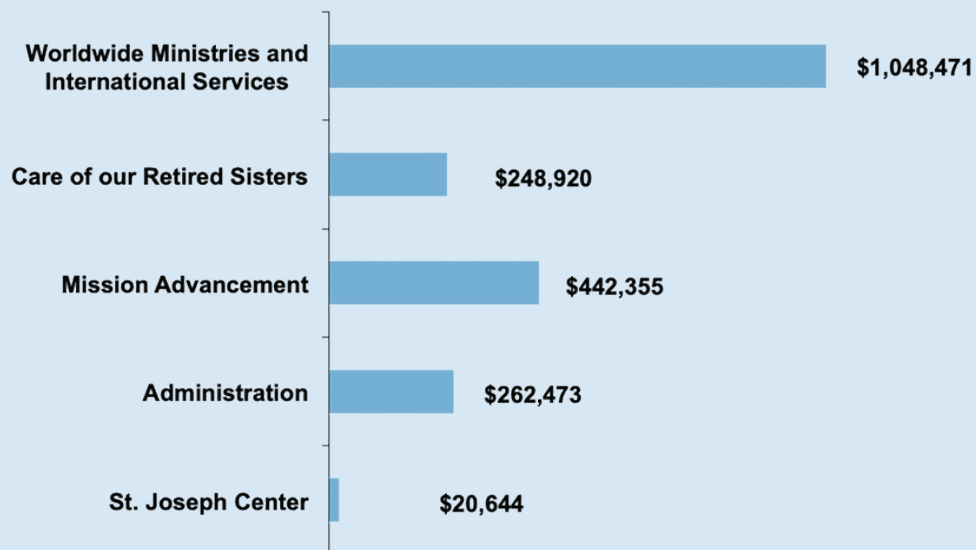 Worldwide Ministries and
International Services
$1,048,471
Care of our Retired Sisters
$248,920
Mission Advancement
$442,355
Administration
$262,473
St. Joseph Center
$20,644